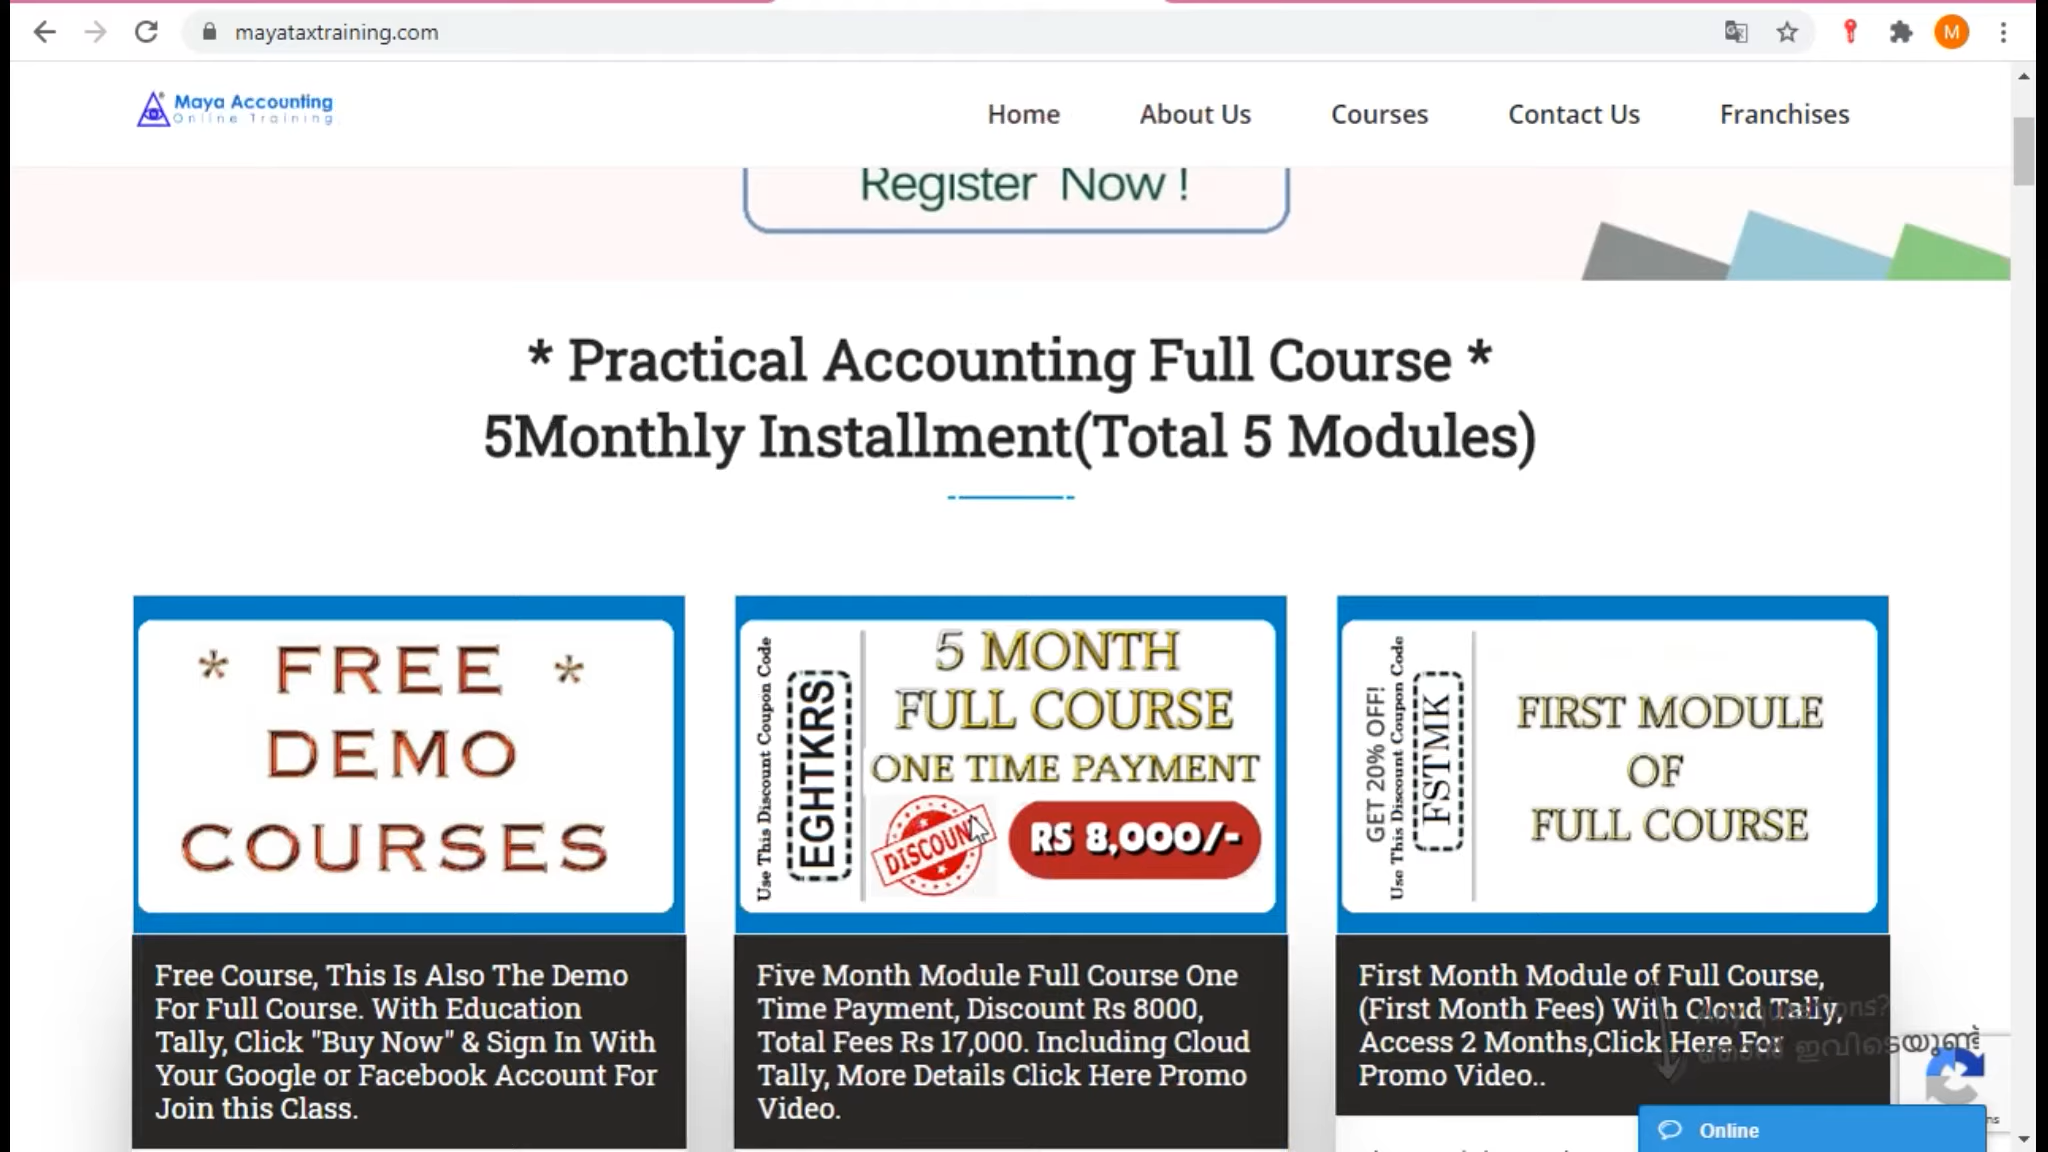 mayataxtraining.com
M
Maya Accounting
Online Training
Home
About Us
Courses
Contact Us
Franchises
Register Now !
* Practical Accounting Full Course *
5Monthly Installment(Total 5 Modules)
* FREE *
DEMO
COURSES
Use This Discount Coupon Code
EGHTKRS
5 MONTH
FULL COURSE
ONE TIME PAYMENT
DISCOUNT
RS 8,000/-
GET 20% OFF!
Use This Discount Coupon Code
FSTMK
FIRST MODULE
OF
FULL COURSE
Free Course, This Is Also The Demo
For Full Course. With Education
Tally, Click "Buy Now" & Sign In With
Your Google or Facebook Account For
Join this Class.
Five Month Module Full Course One
Time Payment, Discount Rs 8000,
Total Fees Rs 17,000. Including Cloud
Tally, More Details Click Here Promo
Video.
First Month Module of Full Course,
(First Month Fees) With Cloud Tally,
Access 2 Months,Click Here For
Promo Video..
Any questions?
ഞാൻ ഇവിടെയുണ്ട്
Online